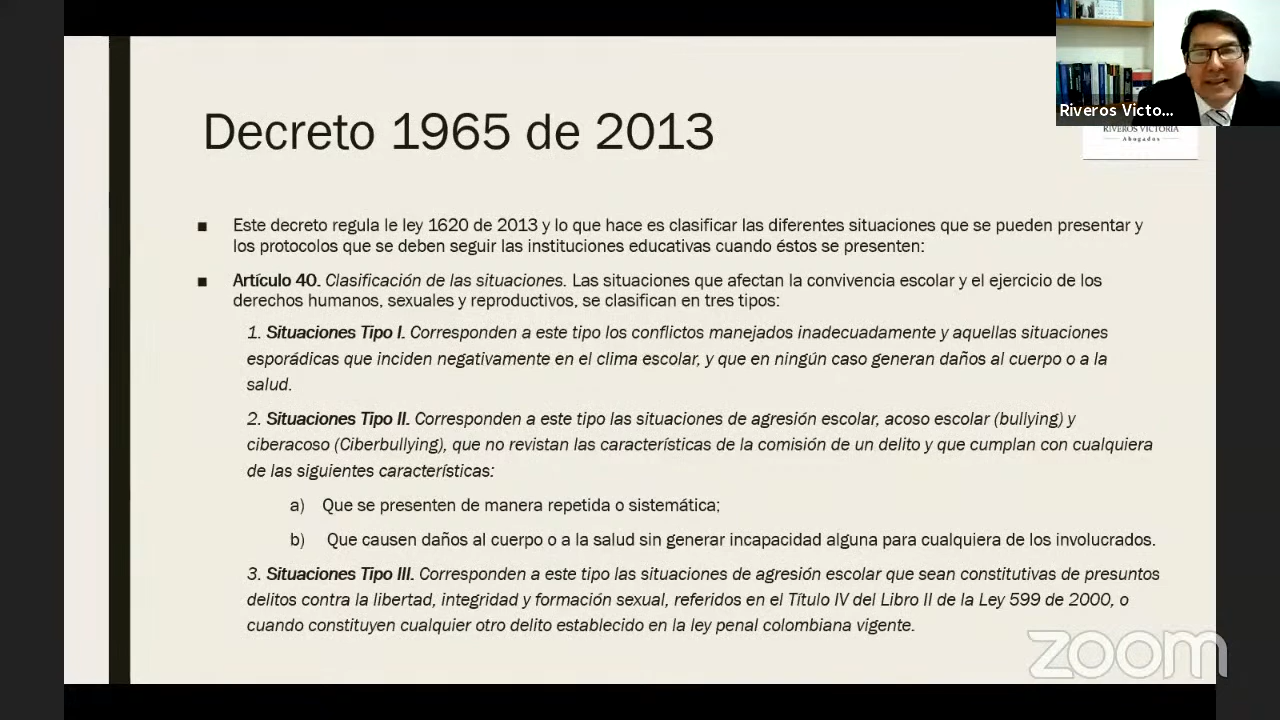 Riveros Victo...
RIVEROS VICTORIA
Abogados
Decreto 1965 de 2013
■ Este decreto regula le ley 1620 de 2013 y lo que hace es clasificar las diferentes situaciones que se pueden presentar y
los protocolos que se deben seguir las instituciones educativas cuando éstos se presenten:
■ Artículo 40. Clasificación de las situaciones. Las situaciones que afectan la convivencia escolar y el ejercicio de los
derechos humanos, sexuales y reproductivos, se clasifican en tres tipos:
1. Situaciones Tipo I. Corresponden a este tipo los conflictos manejados inadecuadamente y aquellas situaciones
esporádicas que inciden negativamente en el clima escolar, y que en ningún caso generan daños al cuerpo o a la
salud.
2. Situaciones Tipo II. Corresponden a este tipo las situaciones de agresión escolar, acoso escolar (bullying) y
ciberacoso (Ciberbullying), que no revistan las características de la comisión de un delito y que cumplan con cualquiera
de las siguientes características:
a) Que se presenten de manera repetida o sistemática;
b) Que causen daños al cuerpo o a la salud sin generar incapacidad alguna para cualquiera de los involucrados.
3. Situaciones Tipo III. Corresponden a este tipo las situaciones de agresión escolar que sean constitutivas de presuntos
delitos contra la libertad, integridad y formación sexual, referidos en el Título IV del Libro II de la Ley 599 de 2000, o
cuando constituyen cualquier otro delito establecido en la ley penal colombiana vigente.
zoom